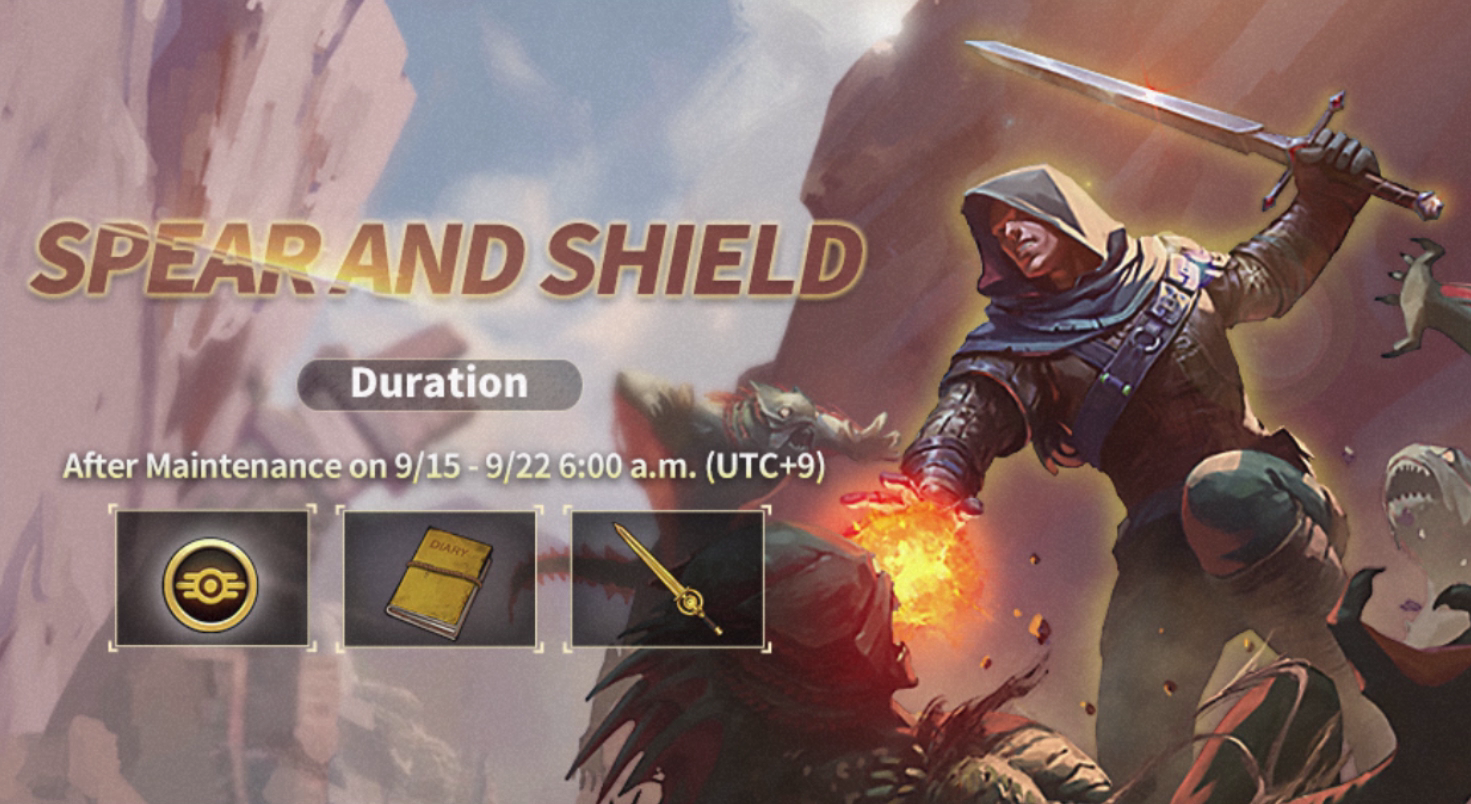 SPEAR AND SHIELD
Duration
After Maintenance on 9/15 - 9/22 6:00 a.m. (UTC+9)
DIARY